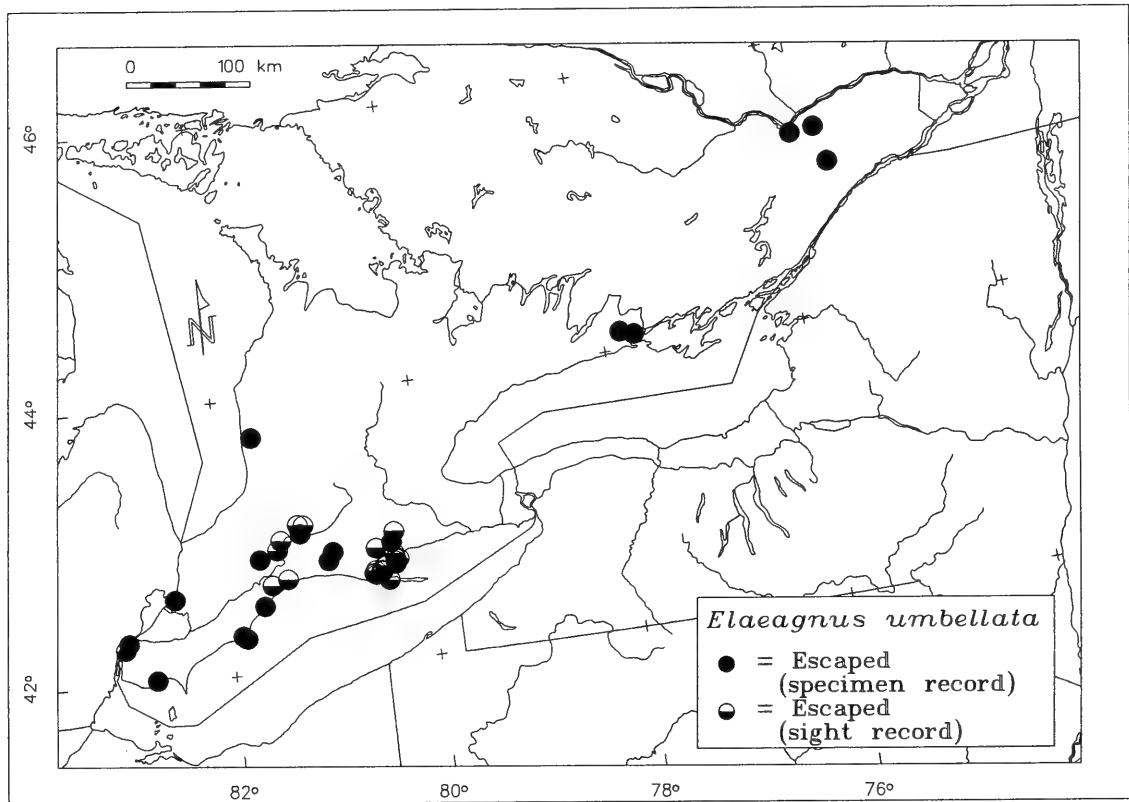 0 100 km
46°
N
44°
42°
Elaeagnus umbellata
= Escaped
(specimen record)
= Escaped
(sight record)
82° 80° 78° 76°